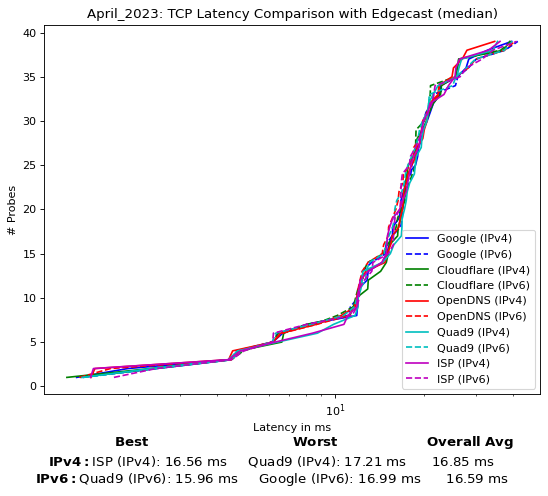 April_2023: TCP Latency Comparison with Edgecast (median)
40
35
30
25
20
15
10
5
0
# Probes
Google (IPv4)
Google (IPv6)
Cloudflare (IPv4)
Cloudflare (IPv6)
OpenDNS (IPv4)
OpenDNS (IPv6)
Quad9 (IPv4)
Quad9 (IPv6)
ISP (IPv4)
ISP (IPv6)
10¹
Latency in ms
Best Worst Overall Avg
IPv4: ISP (IPv4): 16.56 ms Quad9 (IPv4): 17.21 ms 16.85 ms
IPv6: Quad9 (IPv6): 15.96 ms Google (IPv6): 16.99 ms 16.59 ms